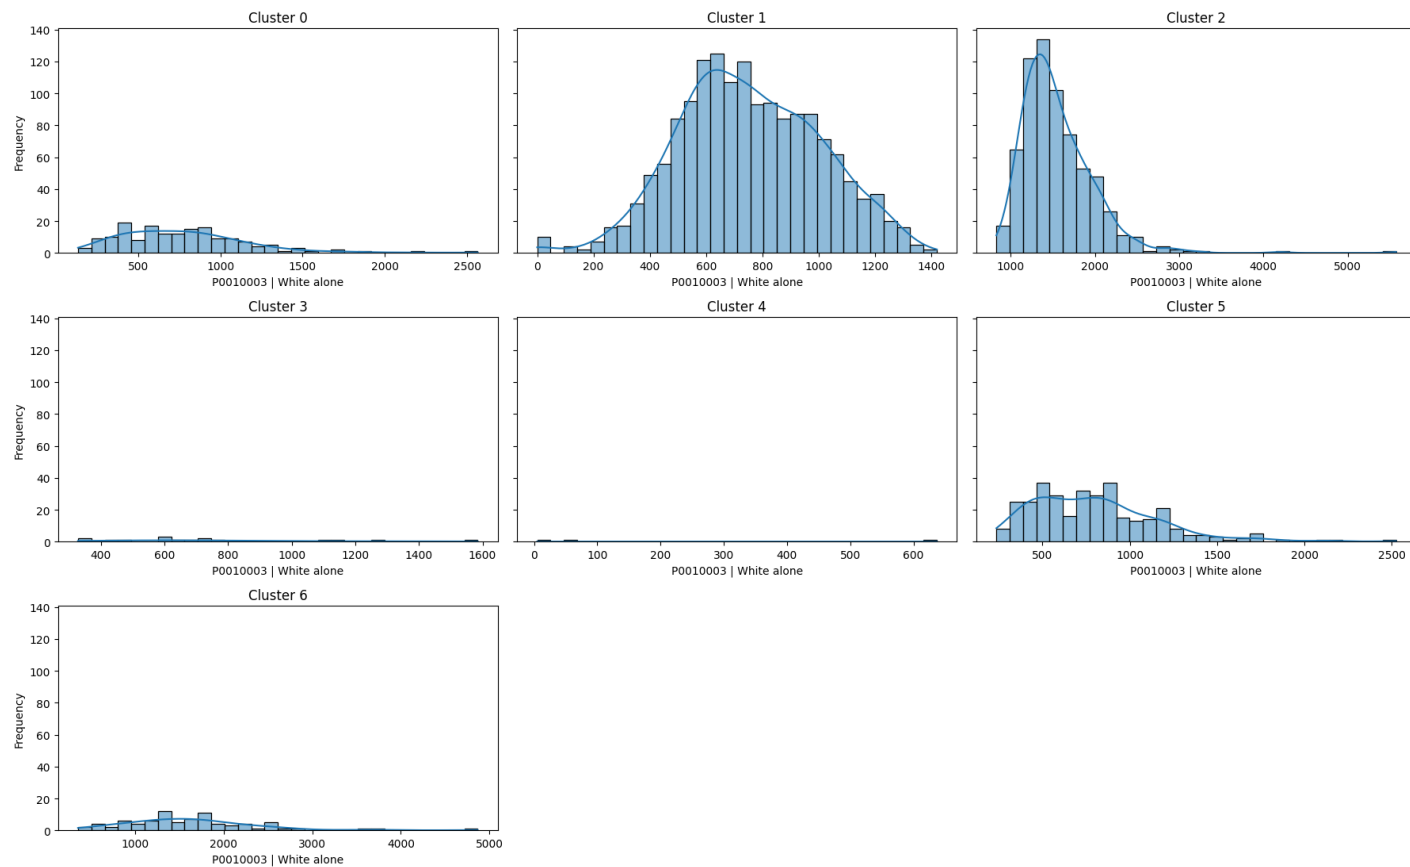 Cluster 0
Cluster 1
Cluster 2
140
120
100
80
60
40
20
0
Frequency
500 1000 1500 2000 2500
P0010003 | White alone
0 200 400 600 800 1000 1200 1400
P0010003 | White alone
1000 2000 3000 4000 5000
P0010003 | White alone
Cluster 3
Cluster 4
Cluster 5
140
120
100
80
60
40
20
0
Frequency
400 600 800 1000 1200 1400 1600
P0010003 | White alone
0 100 200 300 400 500 600
P0010003 | White alone
500 1000 1500 2000 2500
P0010003 | White alone
Cluster 6
140
120
100
80
60
40
20
0
Frequency
1000 2000 3000 4000 5000
P0010003 | White alone